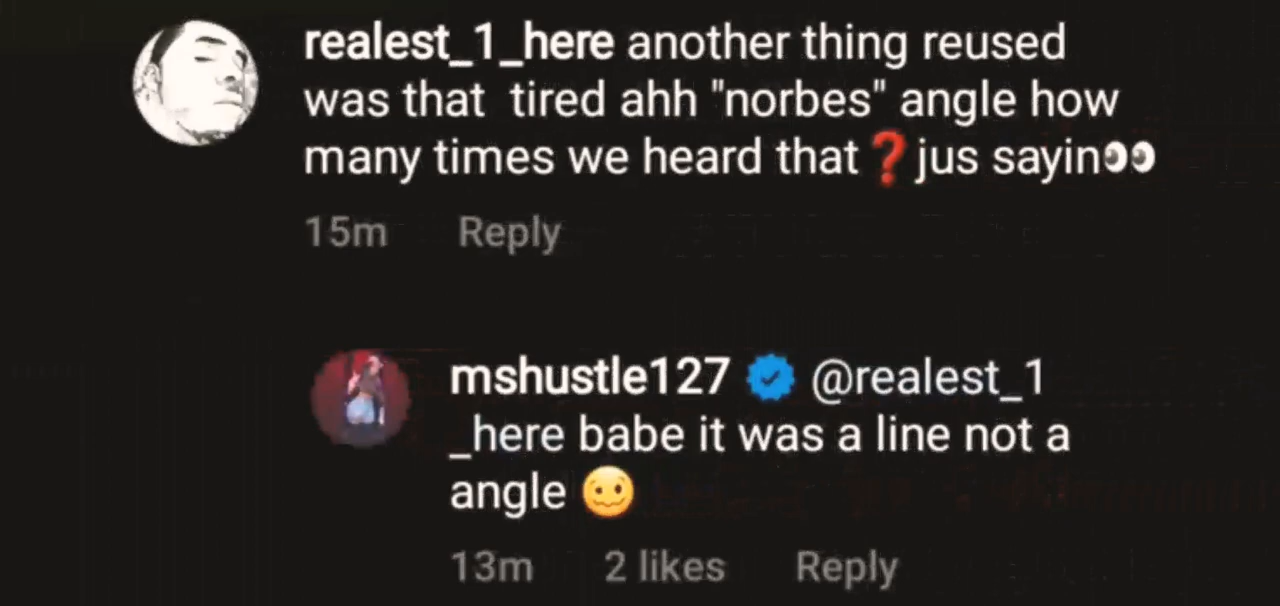 realest_1_here another thing reused
was that tired ahh "norbes" angle how
many times we heard that❓jus sayin👀
15m Reply
mshustle127 @realest_1
_here babe it was a line not a
angle 🥴
13m 2 likes Reply